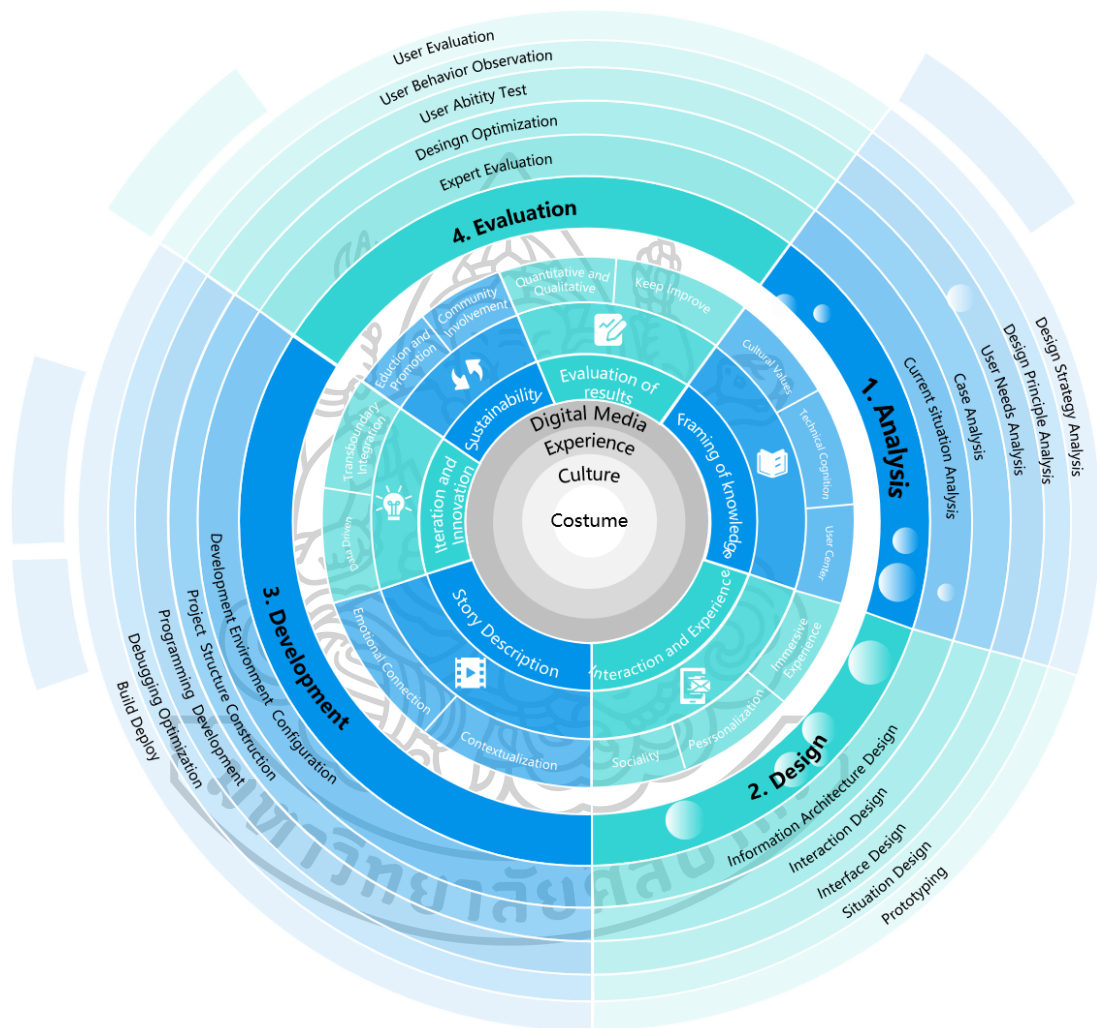 User Evaluation
User Behavior Observation
User Abitity Test
Desingn Optimization
Expert Evaluation
4. Evaluation
1. Analysis
Current situation Analysis
Case Analysis
User Needs Analysis
Design Principle Analysis
Design Strategy Analysis
2. Design
Information Architecture Design
Interaction Design
Interface Design
Situation Design
Prototyping
3. Development
Development Environment Configuration
Project Structure Construction
Programming Development
Debugging Optimization
Build Deploy
Quantitative and
Qualitative
Keep Improve
Evaluation of
results
Cultural Values
Technical Cognition
User Center
Framing of knowledge
Immersive
Experience
Pesrsonalization
Sociality
Interaction and Experience
Contextualization
Emotional Connection
Story Description
Data Driven
Transboundary
Integration
Iteration and
Innovation
Eduction and
Promotion
Community
Involvement
Sustainability
Digital Media
Experience
Culture
Costume